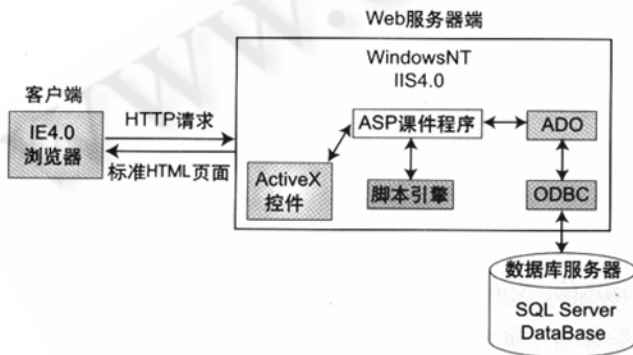 Web服务器端
WindowsNT
IIS4.0
客户端
IE4.0
浏览器
HTTP请求
标准HTML页面
ASP课件程序
ADO
ActiveX
控件
脚本引擎
ODBC
数据库服务器
SQL Server
DataBase